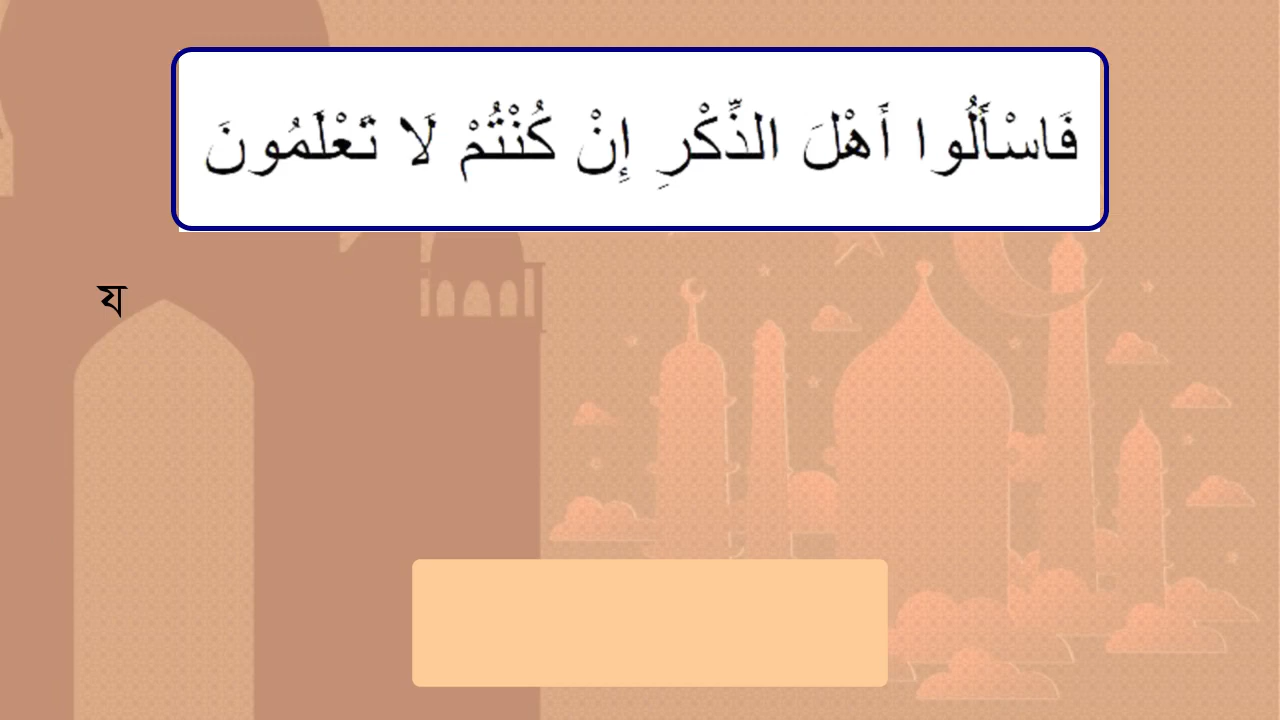 فَاسْأَلُوا أَهْلَ الذِّكْرِ إِنْ كُنْتُمْ لَا تَعْلَمُونَ
য